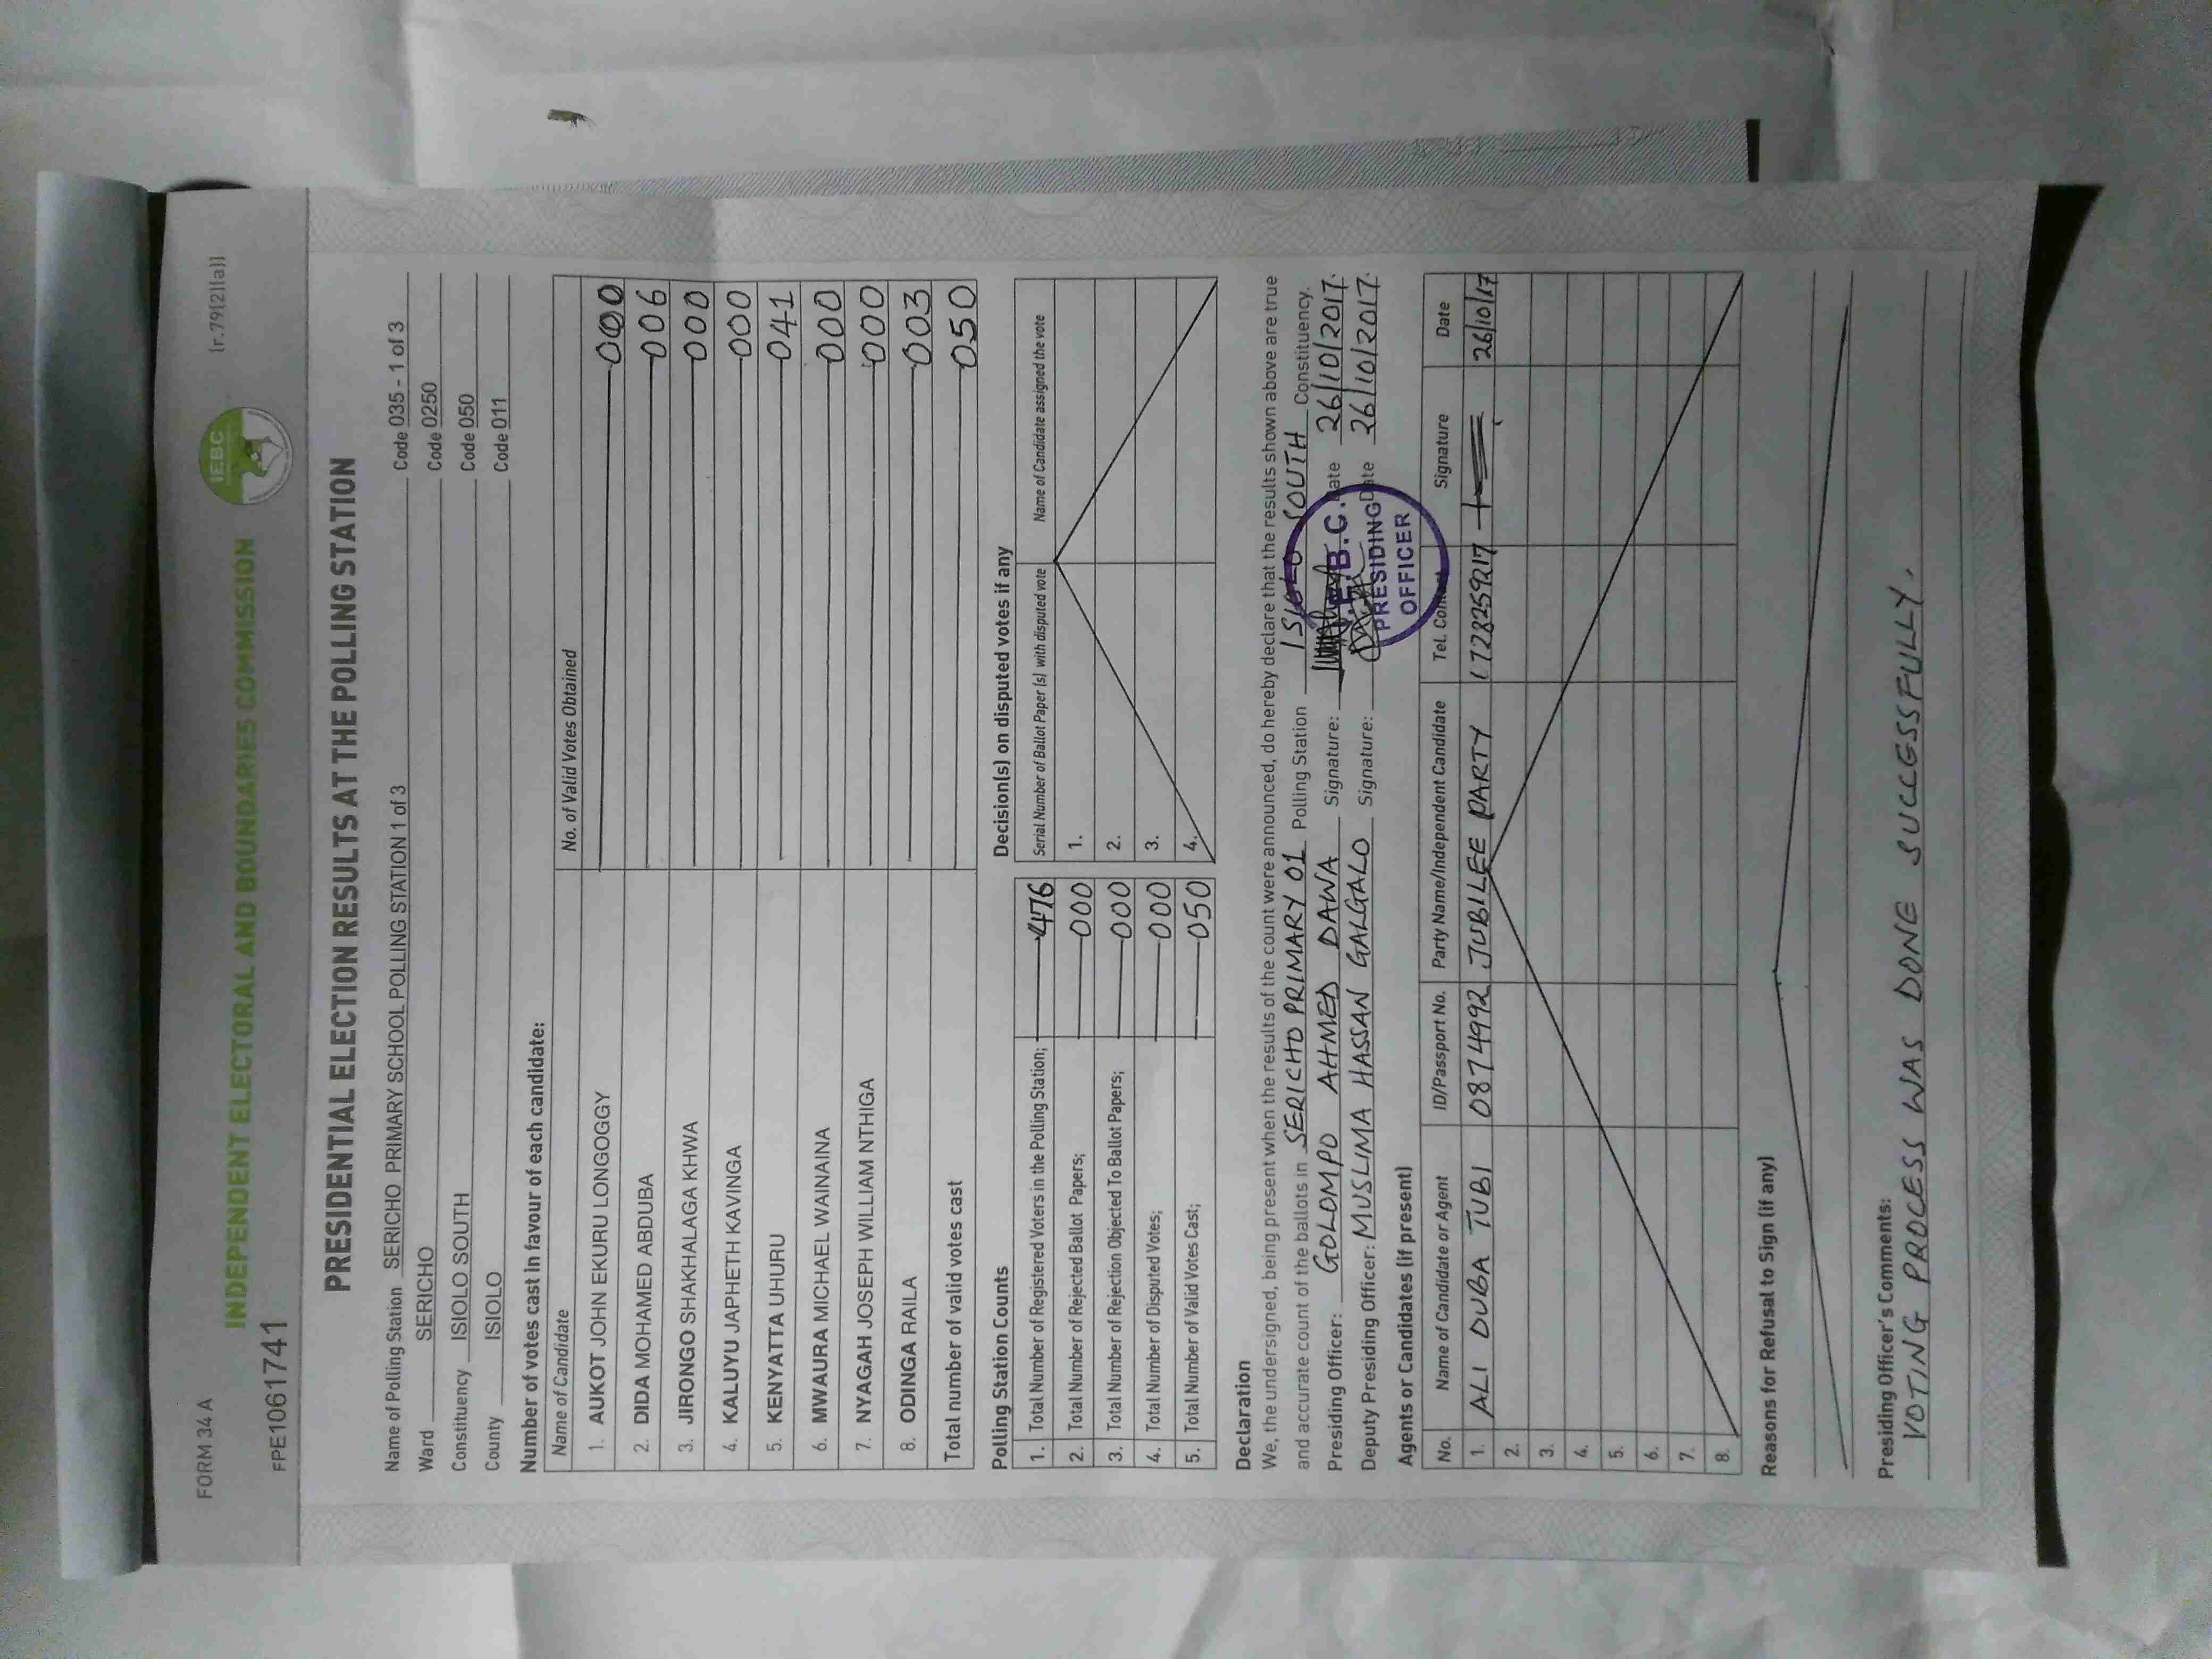 FORM 34 A
(r.79(2)(a))
INDEPENDENT ELECTORAL AND BOUNDARIES COMMISSION
IEBC
FPE1061741
PRESIDENTIAL ELECTION RESULTS AT THE POLLING STATION
Name of Polling Station SERICHO PRIMARY SCHOOL POLLING STATION 1 of 3 Code 035 - 1 of 3
Ward SERICHO Code 0250
Constituency ISIOLO SOUTH Code 050
County ISIOLO Code 011
Number of votes cast in favour of each candidate:
Name of Candidate No. of Valid Votes Obtained
1. AUKOT JOHN EKURU LONGOGGY 000
2. DIDA MOHAMED ABDUBA 006
3. JIRONGO SHAKHALAGA KHWA 000
4. KALUYU JAPHETH KAVINGA 000
5. KENYATTA UHURU 041
6. MWAURA MICHAEL WAINAINA 000
7. NYAGAH JOSEPH WILLIAM NTHIGA 000
8. ODINGA RAILA 003
Total number of valid votes cast 050
Polling Station Counts
1. Total Number of Registered Voters in the Polling Station; 476
2. Total Number of Rejected Ballot Papers; 000
3. Total Number of Rejection Objected To Ballot Papers; 000
4. Total Number of Disputed Votes; 000
5. Total Number of Valid Votes Cast; 050
Decision(s) on disputed votes if any
Serial Number of Ballot Paper (s) with disputed vote Name of Candidate assigned the vote
1.
2.
3.
4.
Declaration
We, the undersigned, being present when the results of the count were announced, do hereby declare that the results shown above are true
and accurate count of the ballots in SERICHO PRIMARY 01 Polling Station ISIOLO SOUTH Constituency.
Presiding Officer: GOLOMPO AHMED DAWA Signature: Date 26/10/2017.
Deputy Presiding Officer: MUSLIMA HASSAN GALGALO Signature: Date 26/10/2017.
I.E.B.C.
PRESIDING
OFFICER
Agents or Candidates (if present)
No. Name of Candidate or Agent ID/Passport No. Party Name/Independent Candidate Tel. Contact Signature Date
1. ALI DUBA TUBI 0874992 JUBILEE PARTY 0728259217 26/10/17
2.
3.
4.
5.
6.
7.
8.
Reasons for Refusal to Sign (if any)
Presiding Officer's Comments:
VOTING PROCESS WAS DONE SUCCESSFULLY.